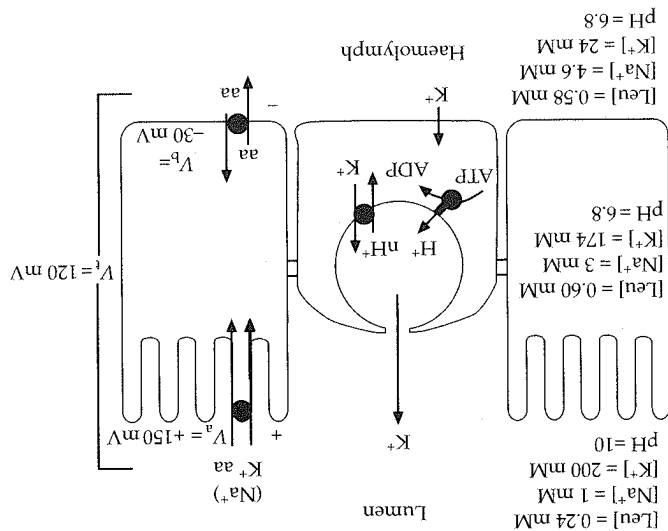 Lumen
[Leu] = 0.24 mM
[Na⁺] = 1 mM
[K⁺] = 200 mM
pH=10
K⁺
(Na⁺)
K⁺ aa
+
Vₐ = +150 mV
[Leu] = 0.60 mM
[Na⁺] = 3 mM
[K⁺] = 174 mM
pH = 6.8
H⁺
nH⁺
ATP
ADP
K⁺
Vₜ = 120 mV
V_b=
−30 mV
aa
aa
−
K⁺
Haemolymph
[Leu] = 0.58 mM
[Na⁺] = 4.6 mM
[K⁺] = 24 mM
pH = 6.8